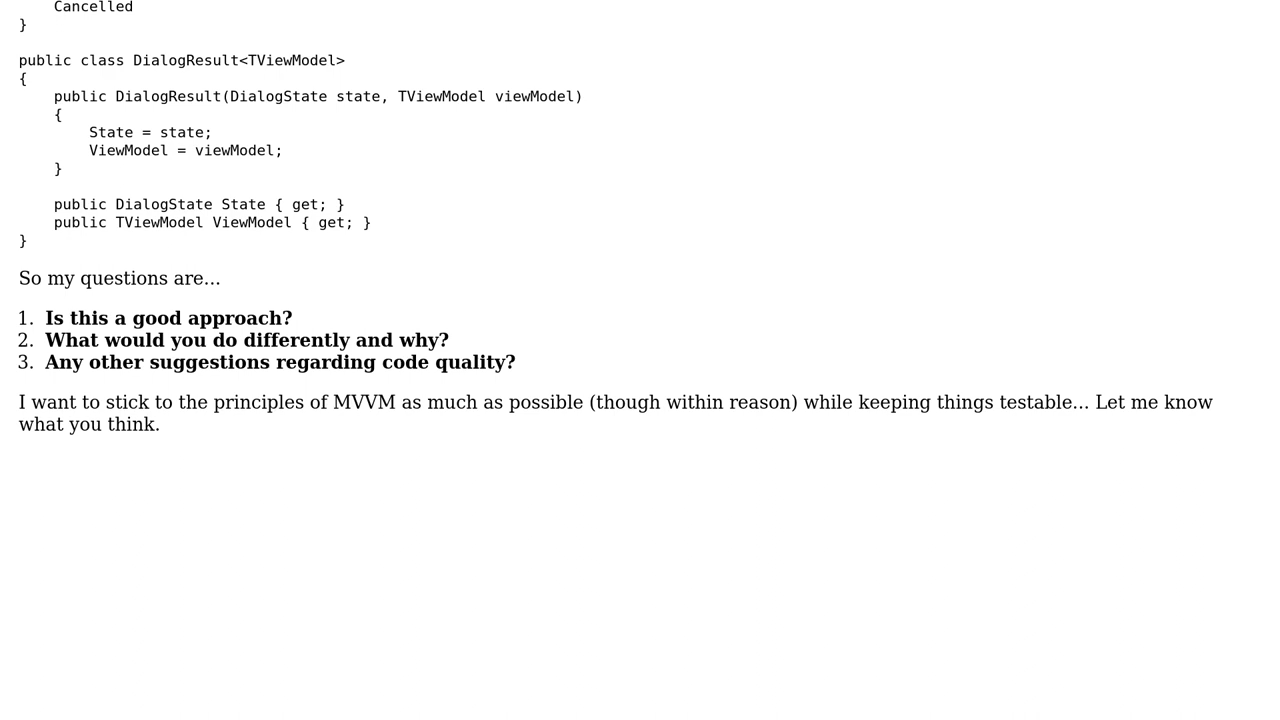 Cancelled
}

public class DialogResult<TViewModel>
{
    public DialogResult(DialogState state, TViewModel viewModel)
    {
        State = state;
        ViewModel = viewModel;
    }

    public DialogState State { get; }
    public TViewModel ViewModel { get; }
}
So my questions are...
1. Is this a good approach?
2. What would you do differently and why?
3. Any other suggestions regarding code quality?
I want to stick to the principles of MVVM as much as possible (though within reason) while keeping things testable... Let me know
what you think.